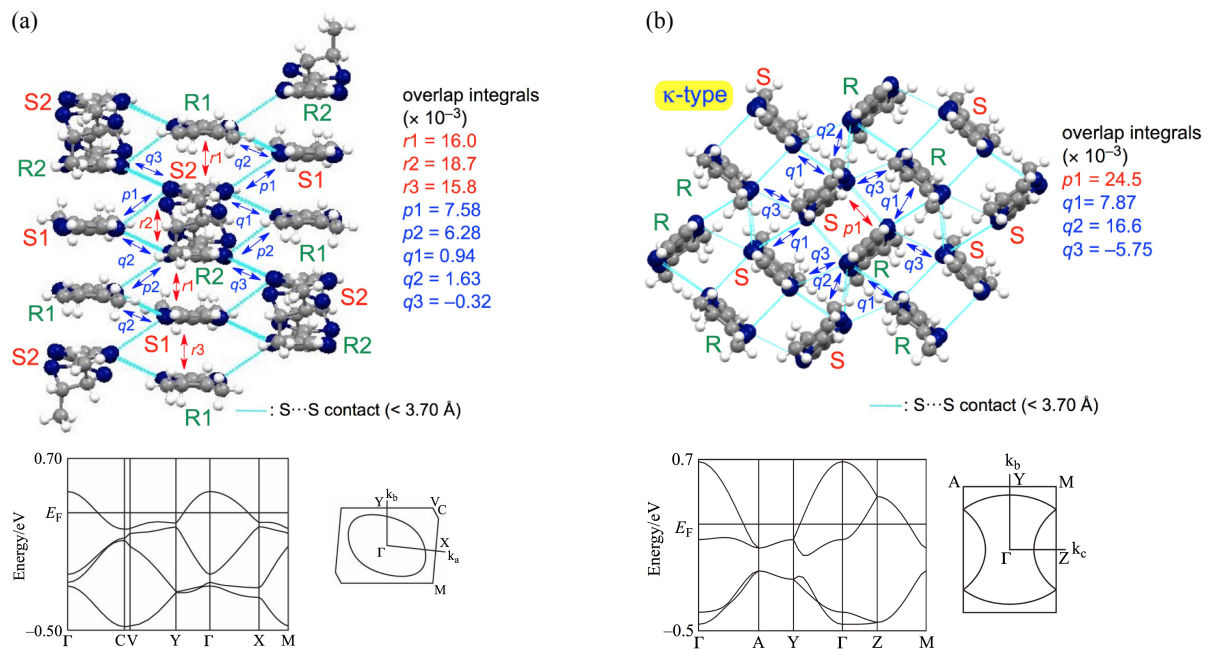 (a)
S2
R1
R2
R2
S2
S1
S1
R2
R1
R1
S1
S2
R2
S2
R1
r1
q2
q3
p1
p1
r2
q1
q2
p2
p2
r1
q3
q2
r3
overlap integrals
(× 10⁻³)
r1 = 16.0
r2 = 18.7
r3 = 15.8
p1 = 7.58
p2 = 6.28
q1= 0.94
q2 = 1.63
q3 = –0.32
: S···S contact (< 3.70 Å)
0.70
E_F
Energy/eV
–0.50
Γ
C
V
Y
Γ
X
M
k_b
Y
V
C
Γ
X
k_a
M
(b)
κ-type
S
R
S
R
R
R
S
S
S
S
R
R
R
S
q2
q1
q3
q1
q3
p1
q1
q3
q3
q2
q1
overlap integrals
(× 10⁻³)
p1 = 24.5
q1= 7.87
q2 = 16.6
q3 = –5.75
: S···S contact (< 3.70 Å)
0.7
E_F
Energy/eV
–0.5
Γ
A
Y
Γ
Z
M
k_b
A
Y
M
Γ
k_c
Z